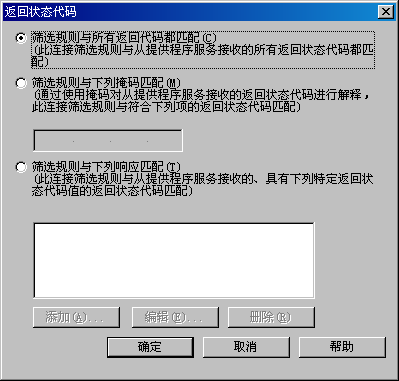 返回状态代码
筛选规则与所有返回代码都匹配(C)
(此连接筛选规则与从提供程序服务接收的所有返回状态代码都匹
配)
筛选规则与下列掩码匹配(M)
(通过使用掩码对从提供程序服务接收的返回状态代码进行解释，
此连接筛选规则与符合下列项的返回状态代码匹配)
. . .
筛选规则与下列响应匹配(T)
(此连接筛选规则与从提供程序服务接收的、具有下列特定返回状
态代码值的返回状态代码匹配)
添加(A)... 编辑(E)... 删除(R)
确定 取消 帮助